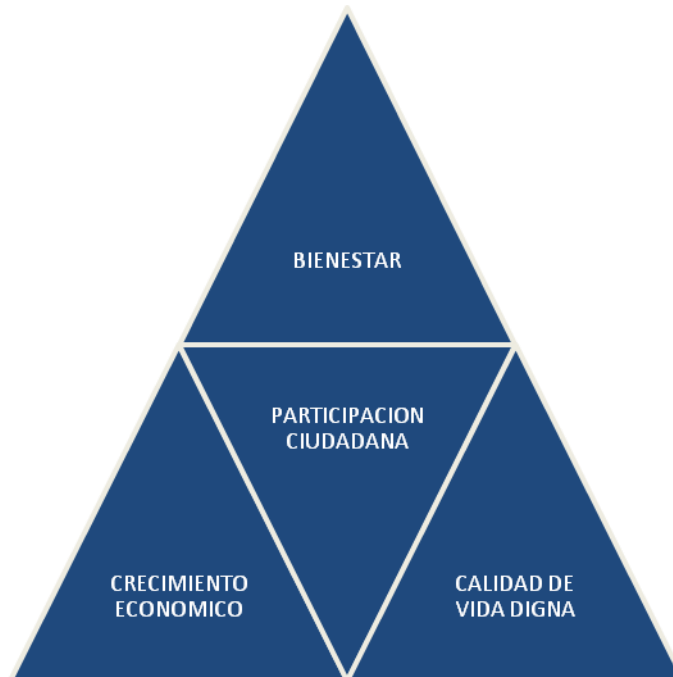 BIENESTAR
PARTICIPACION
CIUDADANA
CRECIMIENTO
ECONOMICO
CALIDAD DE
VIDA DIGNA